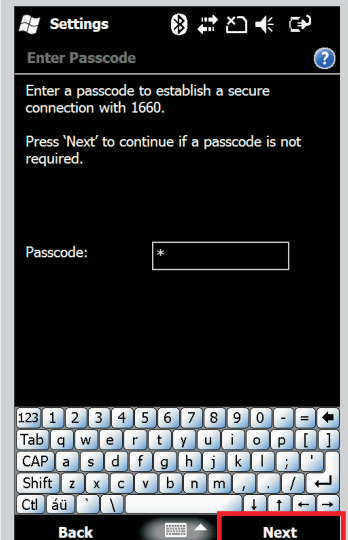 Settings
Enter Passcode
?
Enter a passcode to establish a secure
connection with 1660.
Press ‘Next’ to continue if a passcode is not
required.
Passcode: *
123 1 2 3 4 5 6 7 8 9 0 - = 🡸
Tab q w e r t y u i o p [ ]
CAP a s d f g h j k l ; '
Shift z x c v b n m , . / ↵
Ctl áü ` \ ↓ ↑ ← →
Back Next